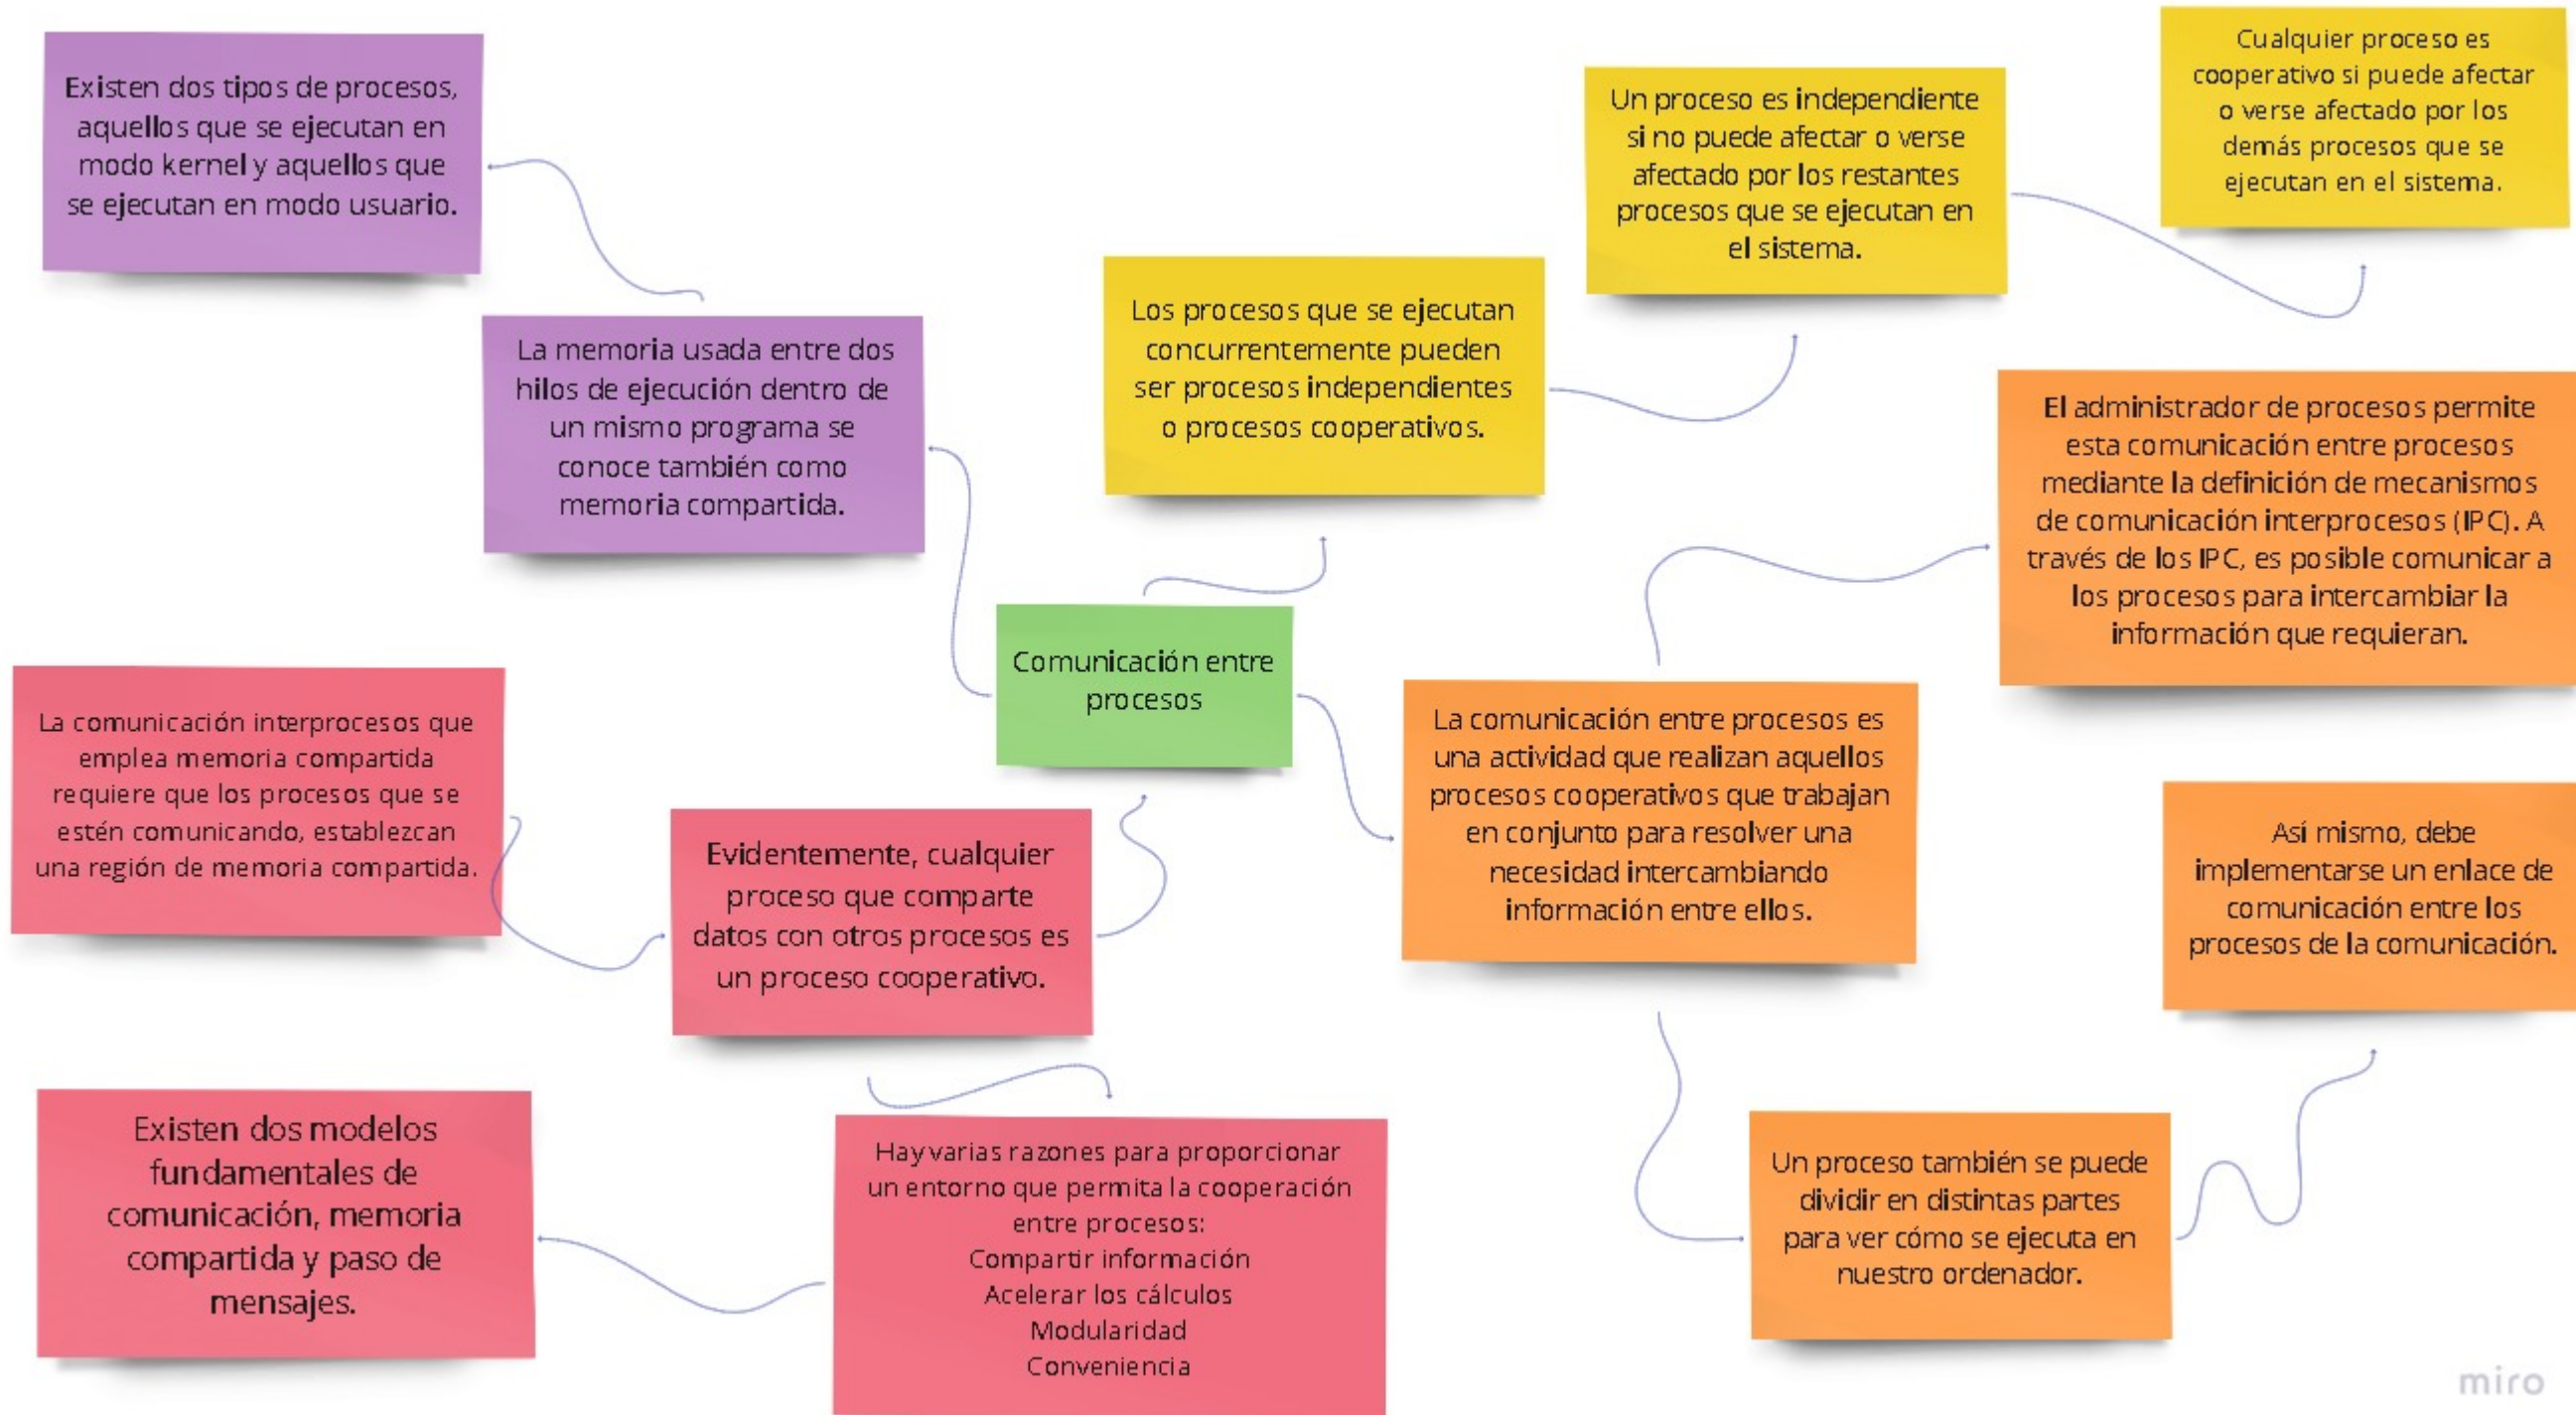 Existen dos tipos de procesos,
aquellos que se ejecutan en
modo kernel y aquellos que
se ejecutan en modo usuario.
La memoria usada entre dos
hilos de ejecución dentro de
un mismo programa se
conoce también como
memoria compartida.
Los procesos que se ejecutan
concurrentemente pueden
ser procesos independientes
o procesos cooperativos.
Un proceso es independiente
si no puede afectar o verse
afectado por los restantes
procesos que se ejecutan en
el sistema.
Cualquier proceso es
cooperativo si puede afectar
o verse afectado por los
demás procesos que se
ejecutan en el sistema.
El administrador de procesos permite
esta comunicación entre procesos
mediante la definición de mecanismos
de comunicación interprocesos (IPC). A
través de los IPC, es posible comunicar a
los procesos para intercambiar la
información que requieran.
Comunicación entre
procesos
La comunicación interprocesos que
emplea memoria compartida
requiere que los procesos que se
estén comunicando, establezcan
una región de memoria compartida.
Evidentemente, cualquier
proceso que comparte
datos con otros procesos es
un proceso cooperativo.
La comunicación entre procesos es
una actividad que realizan aquellos
procesos cooperativos que trabajan
en conjunto para resolver una
necesidad intercambiando
información entre ellos.
Así mismo, debe
implementarse un enlace de
comunicación entre los
procesos de la comunicación.
Existen dos modelos
fundamentales de
comunicación, memoria
compartida y paso de
mensajes.
Hay varias razones para proporcionar
un entorno que permita la cooperación
entre procesos:
Compartir información
Acelerar los cálculos
Modularidad
Conveniencia
Un proceso también se puede
dividir en distintas partes
para ver cómo se ejecuta en
nuestro ordenador.
miro